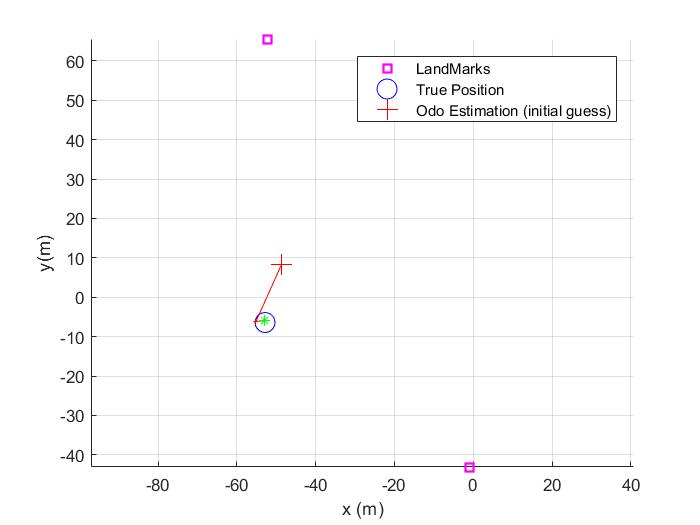 LandMarks
True Position
Odo Estimation (initial guess)
60
50
40
30
20
10
0
-10
-20
-30
-40
y(m)
-80 -60 -40 -20 0 20 40
x (m)